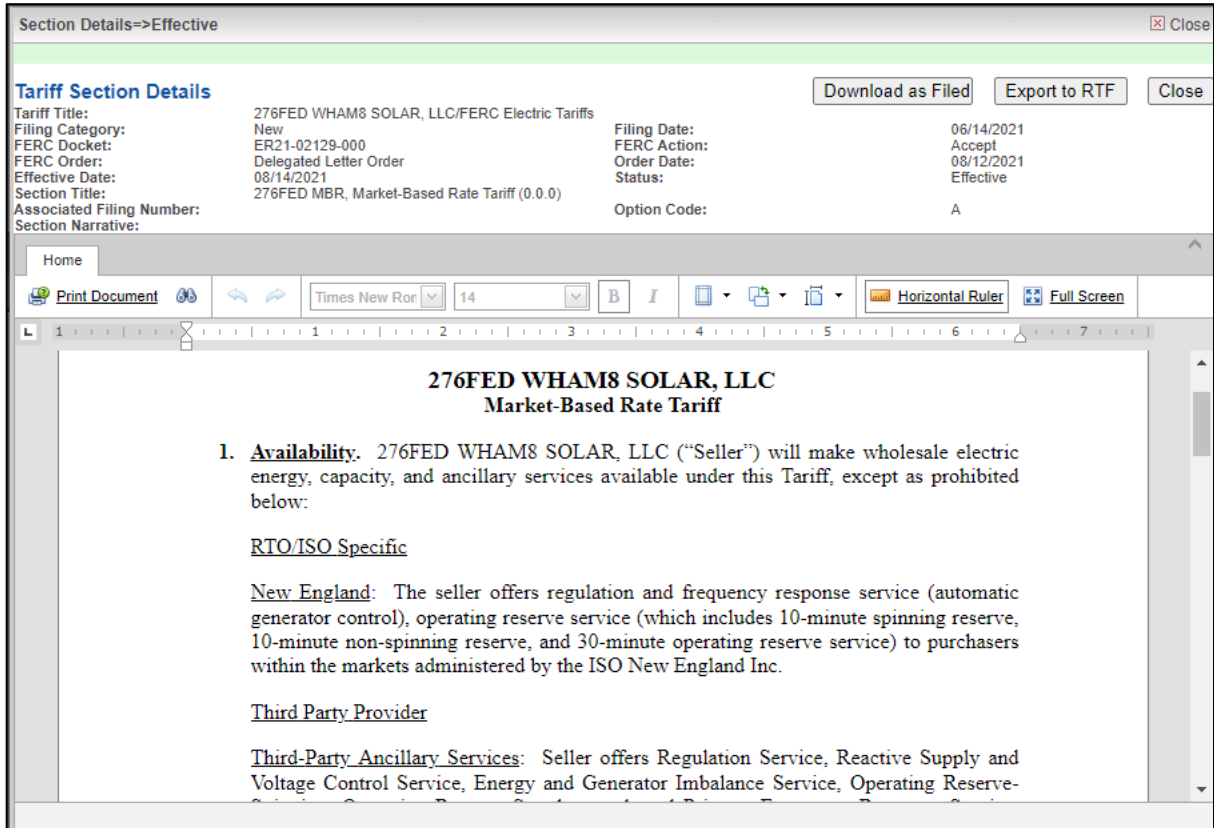 Section Details=>Effective
Close
Tariff Section Details
Download as Filed
Export to RTF
Close
Tariff Title: 276FED WHAM8 SOLAR, LLC/FERC Electric Tariffs
Filing Category: New Filing Date: 06/14/2021
FERC Docket: ER21-02129-000 FERC Action: Accept
FERC Order: Delegated Letter Order Order Date: 08/12/2021
Effective Date: 08/14/2021 Status: Effective
Section Title: 276FED MBR, Market-Based Rate Tariff (0.0.0)
Associated Filing Number: Option Code: A
Section Narrative:
Home
Print Document
Times New Ror
14
B
I
Horizontal Ruler
Full Screen
L
1 1 2 3 4 5 6 7
276FED WHAM8 SOLAR, LLC
Market-Based Rate Tariff
1. Availability. 276FED WHAM8 SOLAR, LLC (“Seller”) will make wholesale electric
energy, capacity, and ancillary services available under this Tariff, except as prohibited
below:
RTO/ISO Specific
New England: The seller offers regulation and frequency response service (automatic
generator control), operating reserve service (which includes 10-minute spinning reserve,
10-minute non-spinning reserve, and 30-minute operating reserve service) to purchasers
within the markets administered by the ISO New England Inc.
Third Party Provider
Third-Party Ancillary Services: Seller offers Regulation Service, Reactive Supply and
Voltage Control Service, Energy and Generator Imbalance Service, Operating Reserve-